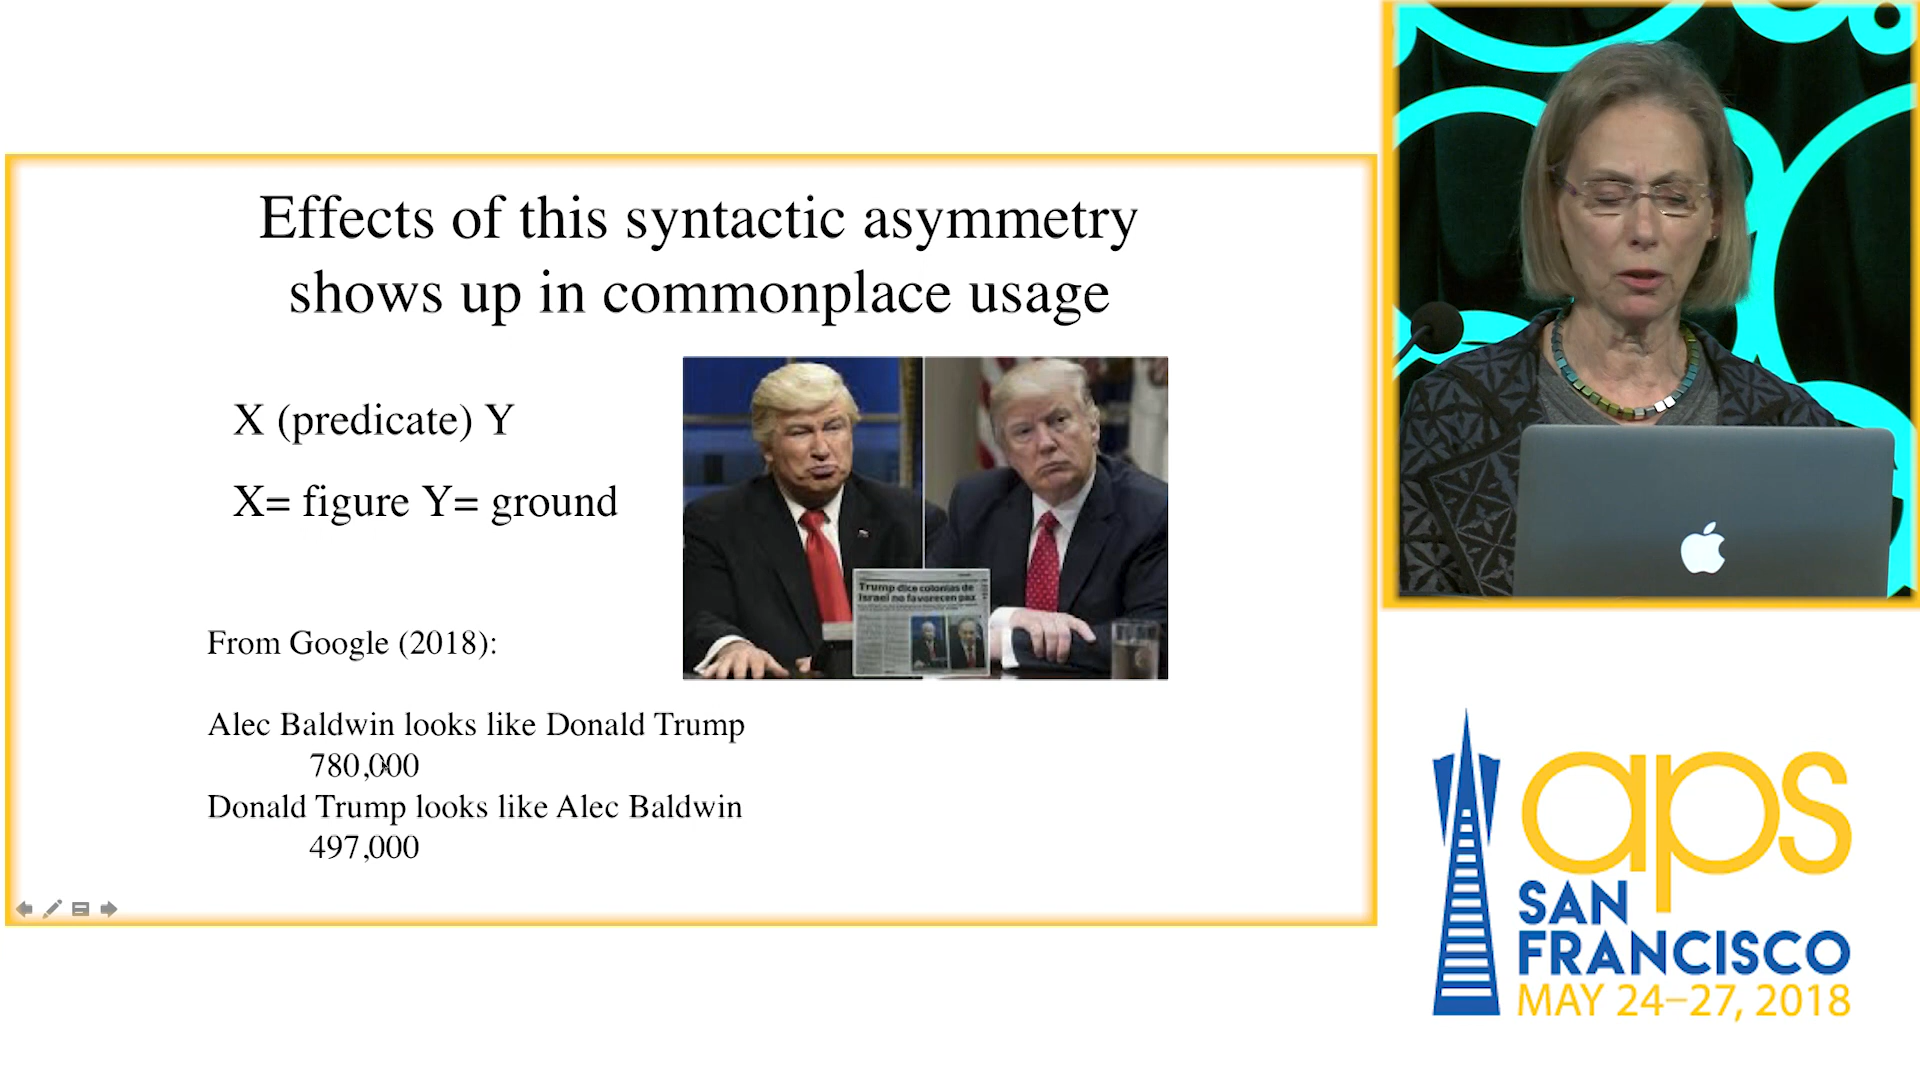 Effects of this syntactic asymmetry
shows up in commonplace usage
X (predicate) Y
X= figure Y= ground
Trump dice colonias de
Israel no favorecen paz
From Google (2018):
Alec Baldwin looks like Donald Trump
780,000
Donald Trump looks like Alec Baldwin
497,000
aps
SAN
FRANCISCO
MAY 24–27, 2018